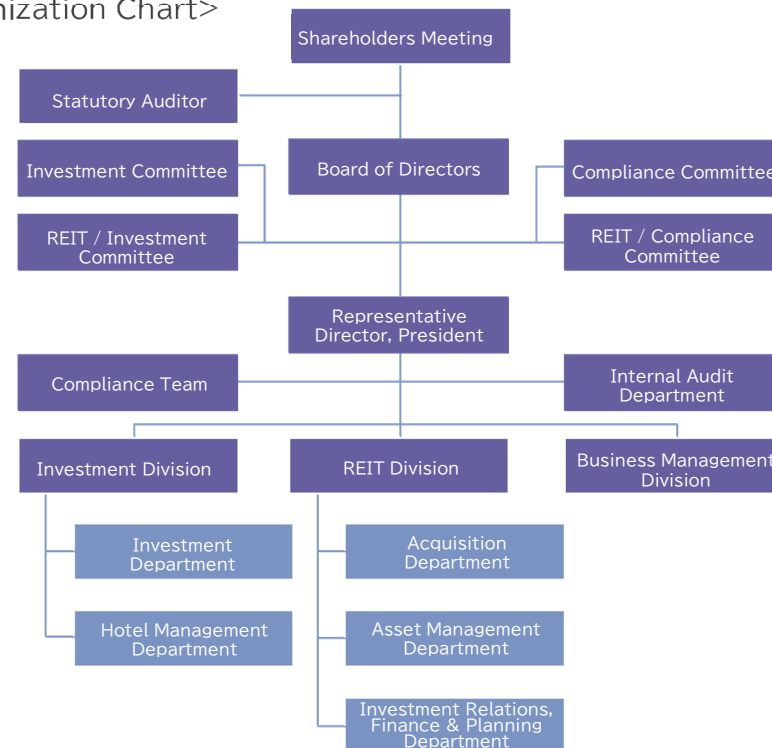 nization Chart>
Shareholders Meeting
Statutory Auditor
Investment Committee
Board of Directors
Compliance Committee
REIT / Investment
Committee
REIT / Compliance
Committee
Representative
Director, President
Compliance Team
Internal Audit
Department
Investment Division
REIT Division
Business Management
Division
Investment
Department
Acquisition
Department
Hotel Management
Department
Asset Management
Department
Investment Relations,
Finance & Planning
Department